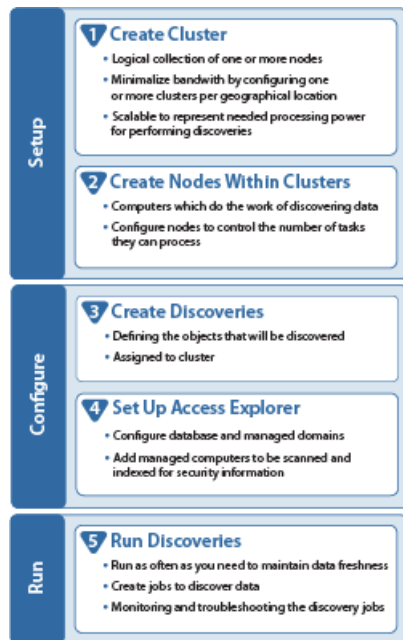 Setup
1 Create Cluster
• Logical collection of one or more nodes
• Minimalize bandwith by configuring one
or more clusters per geographical location
• Scalable to represent needed processing power
for performing discoveries
2 Create Nodes Within Clusters
• Computers which do the work of discovering data
• Configure nodes to control the number of tasks
they can process
Configure
3 Create Discoveries
• Defining the objects that will be discovered
• Assigned to cluster
4 Set Up Access Explorer
• Configure database and managed domains
• Add managed computers to be scanned and
indexed for security information
Run
5 Run Discoveries
• Run as often as you need to maintain data freshness
• Create jobs to discover data
• Monitoring and troubleshooting the discovery jobs